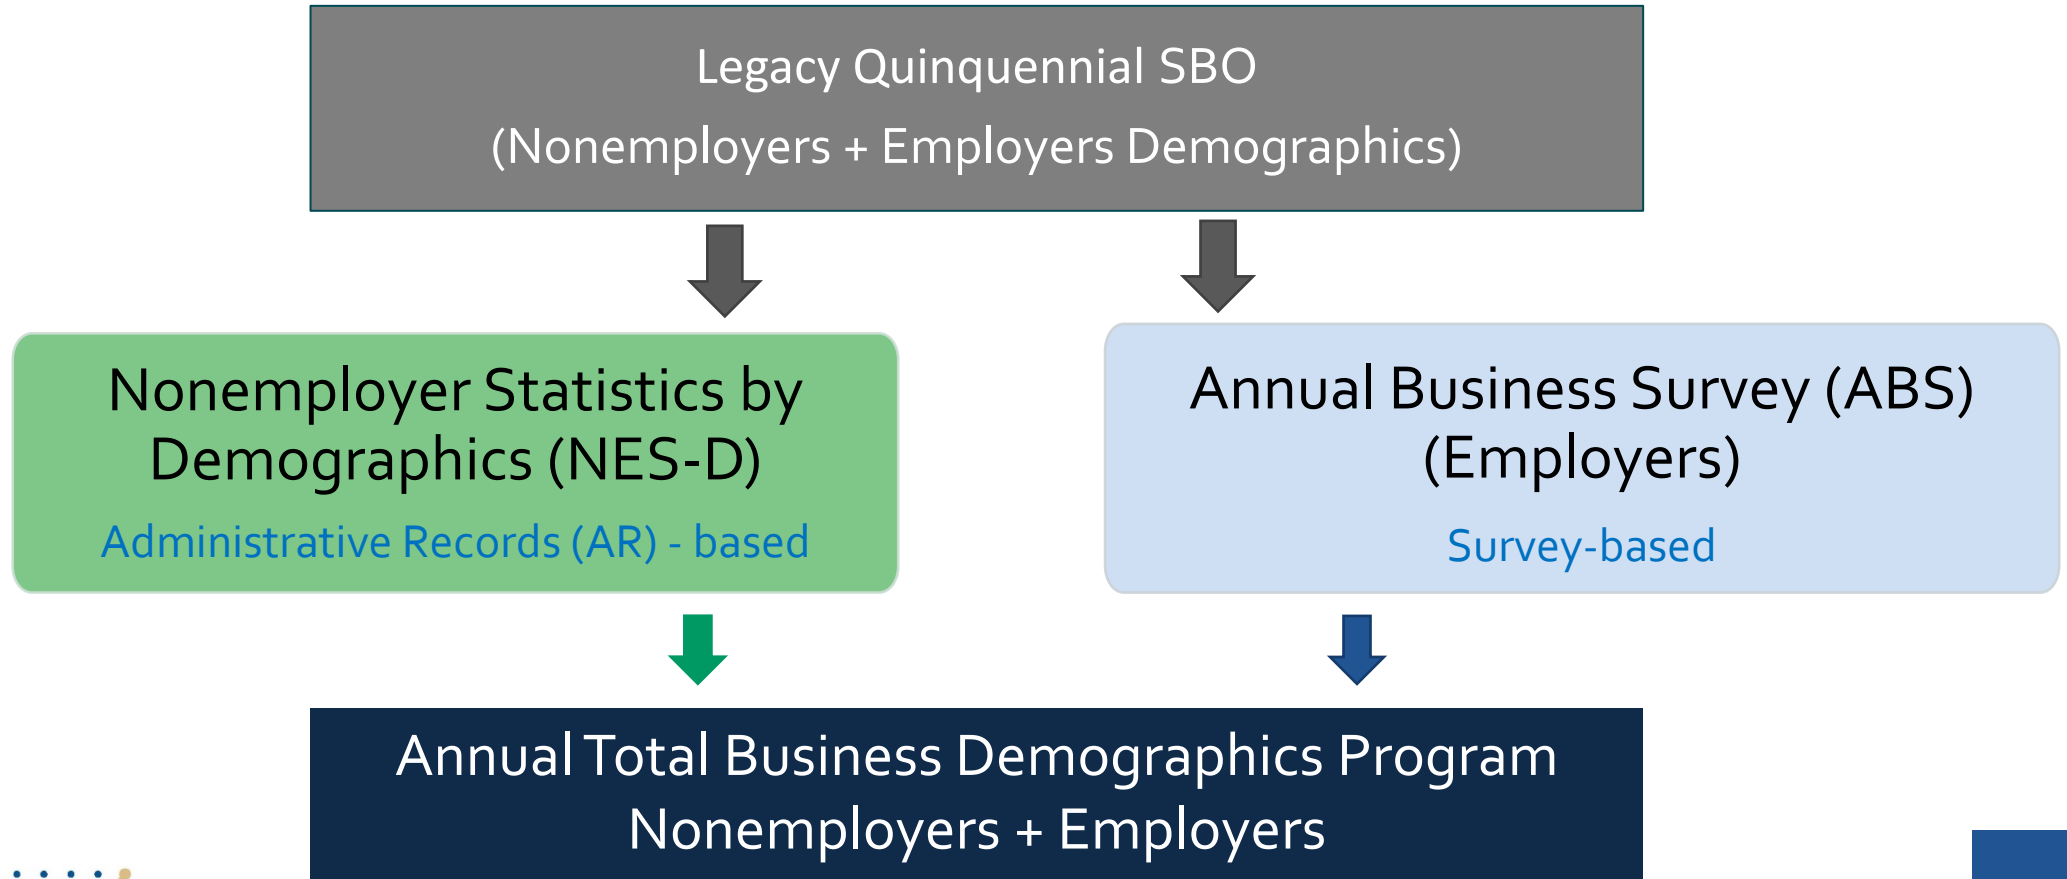 Legacy Quinquennial SBO
(Nonemployers + Employers Demographics)
Nonemployer Statistics by
Demographics (NES-D)
Administrative Records (AR) - based
Annual Business Survey (ABS)
(Employers)
Survey-based
Annual Total Business Demographics Program
Nonemployers + Employers